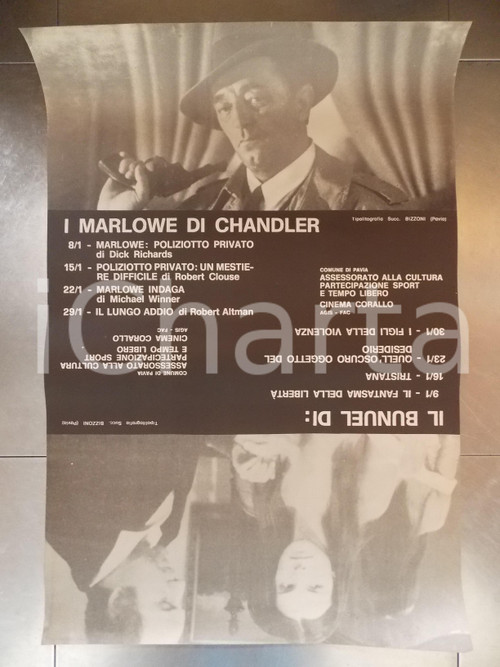 I MARLOWE DI CHANDLER
Tipolitografia Succ. BIZZONI (Pavia)
8/1 - MARLOWE: POLIZIOTTO PRIVATO
di Dick Richards
15/1 - POLIZIOTTO PRIVATO: UN MESTIE-
RE DIFFICILE di Robert Clouse
22/1 - MARLOWE INDAGA
di Michael Winner
29/1 - IL LUNGO ADDIO di Robert Altman
COMUNE DI PAVIA
ASSESSORATO ALLA CULTURA
PARTECIPAZIONE SPORT
E TEMPO LIBERO
CINEMA CORALLO
AGIS - FAC
IL BUNUEL DI:
9/1 - IL FANTASMA DELLA LIBERTÀ
16/1 - TRISTANA
23/1 - QUELL'OSCURO OGGETTO DEL
DESIDERIO
30/1 - I FIGLI DELLA VIOLENZA
Tipolitografia Succ. BIZZONI (Pavia)
COMUNE DI PAVIA
ASSESSORATO ALLA CULTURA
PARTECIPAZIONE SPORT
E TEMPO LIBERO
CINEMA CORALLO
AGIS - FAC
iCharta